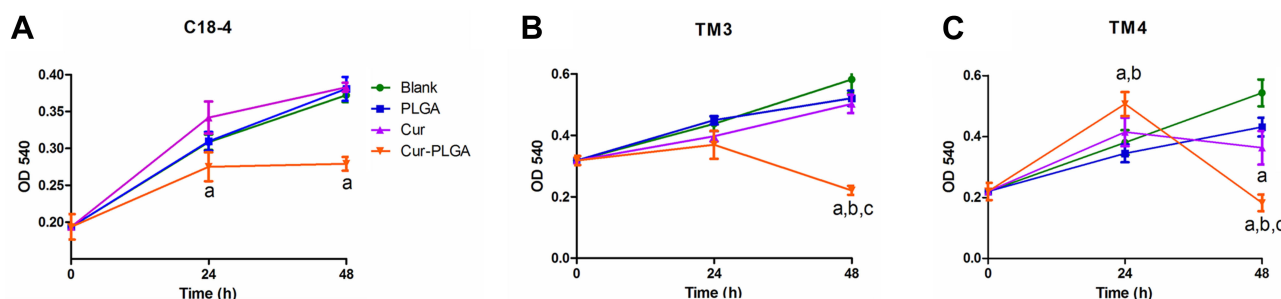 A
C18-4
OD 540
0.40
0.35
0.30
0.25
0.20
a
a
0
24
48
Time (h)
Blank
PLGA
Cur
Cur-PLGA
B
TM3
OD 540
0.6
0.4
0.2
0.0
a,b,c
0
24
48
Time (h)
C
TM4
OD 540
0.6
0.4
0.2
0.0
a,b
a
a,b,c
0
24
48
Time (h)